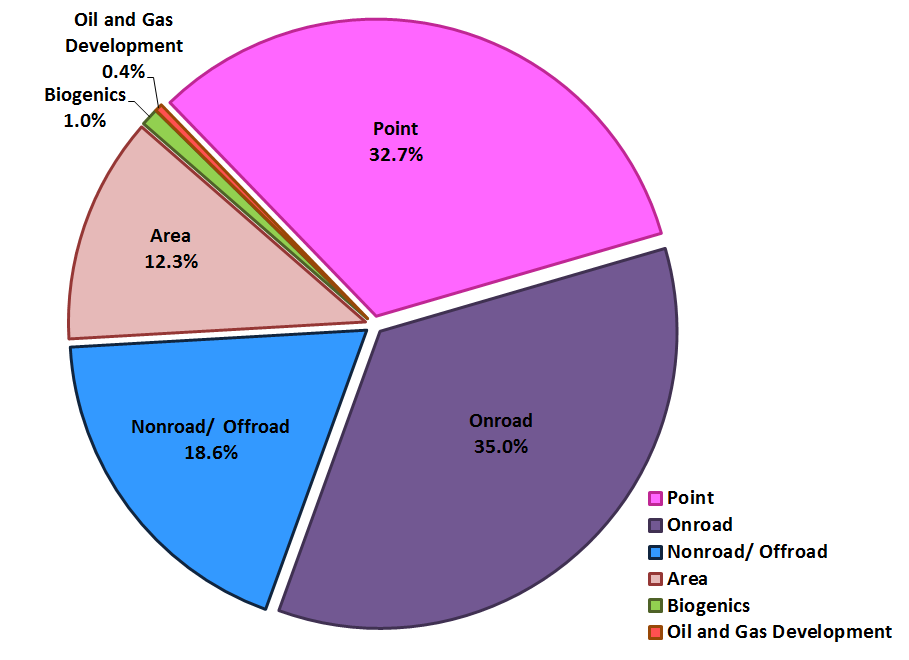 Oil and Gas
Development
0.4%
Biogenics
1.0%
Point
32.7%
Area
12.3%
Onroad
35.0%
Nonroad/ Offroad
18.6%
Point
Onroad
Nonroad/ Offroad
Area
Biogenics
Oil and Gas Development